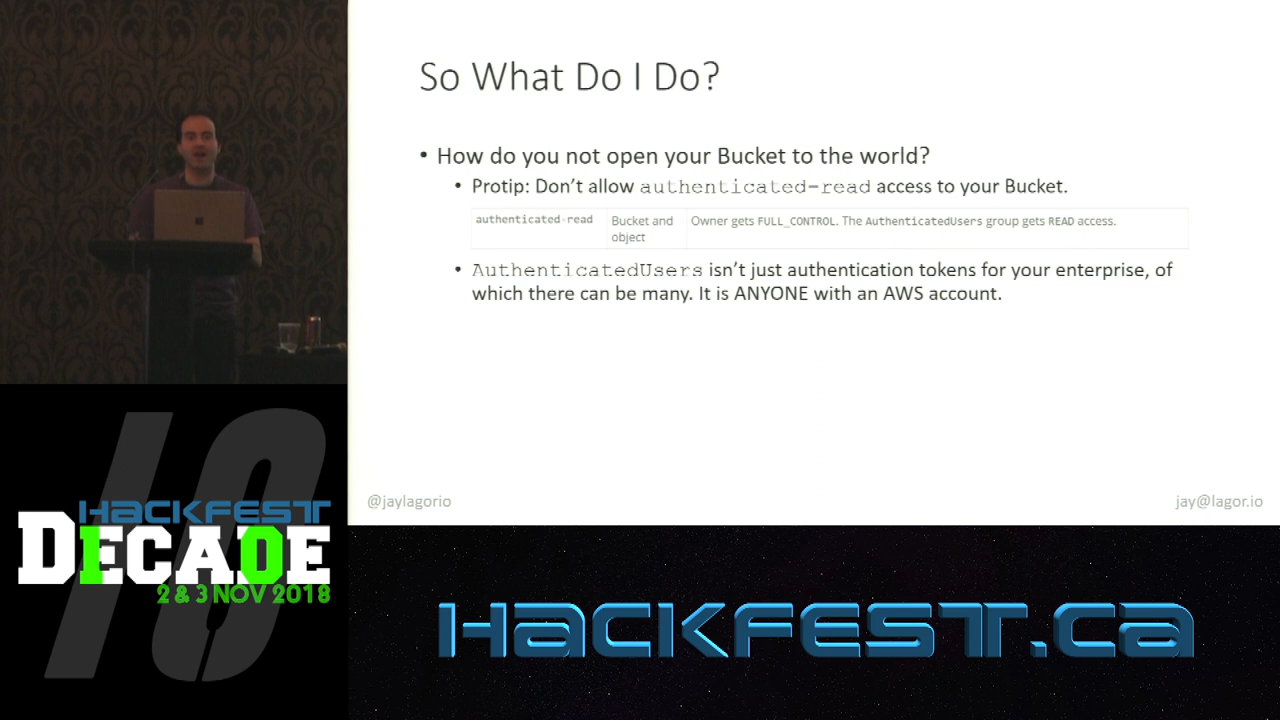 So What Do I Do?
• How do you not open your Bucket to the world?
• Protip: Don't allow authenticated-read access to your Bucket.
authenticated-read Bucket and object Owner gets FULL_CONTROL. The AuthenticatedUsers group gets READ access.
• AuthenticatedUsers isn't just authentication tokens for your enterprise, of
which there can be many. It is ANYONE with an AWS account.
@jaylagorio jay@lagor.io
10
HACKFEST
DECADE
2 & 3 NOV 2018
HACKFEST.Ca